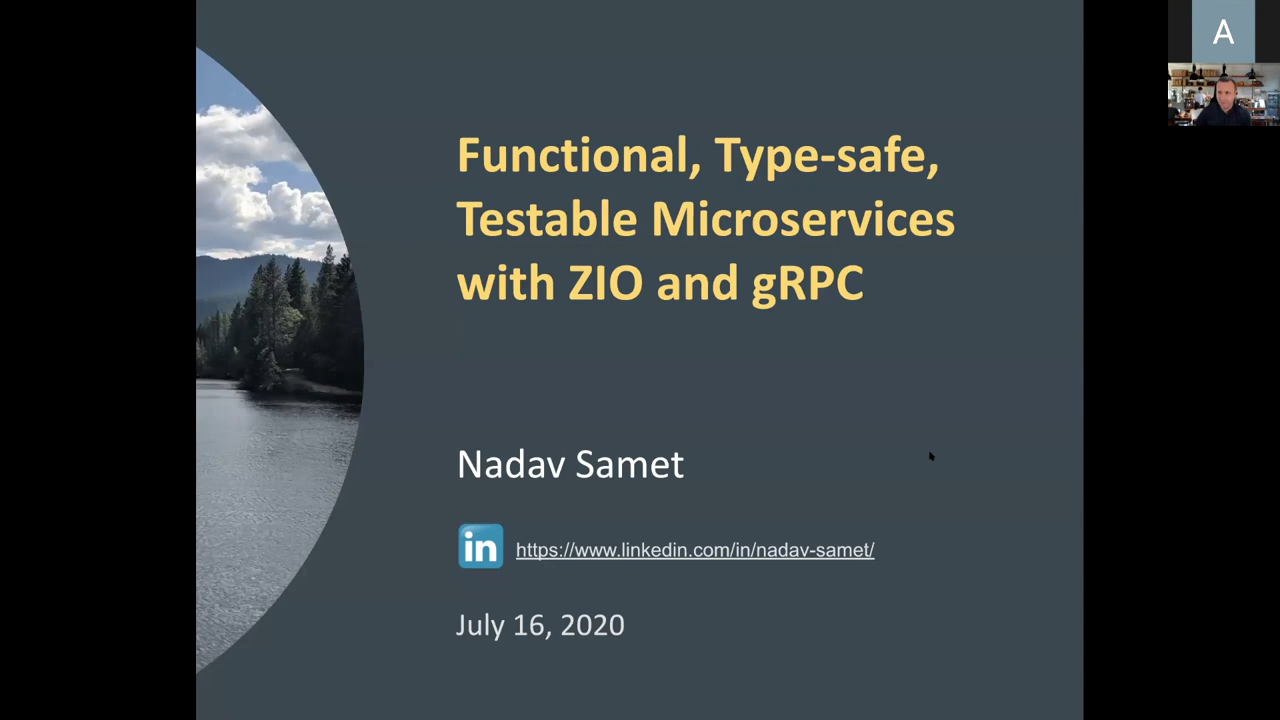 A
Functional, Type-safe,
Testable Microservices
with ZIO and gRPC
Nadav Samet
in
https://www.linkedin.com/in/nadav-samet/
July 16, 2020